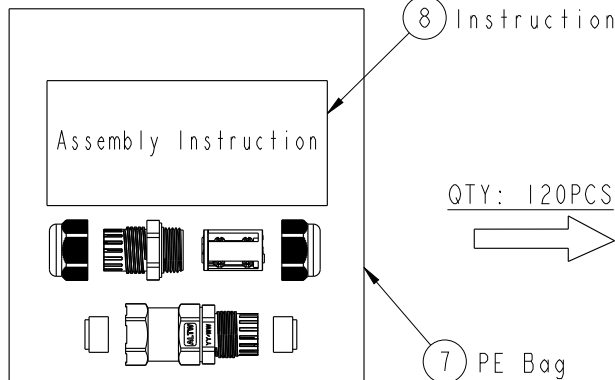 8 Instruction
Assembly Instruction
QTY: 120PCS
7 PE Bag